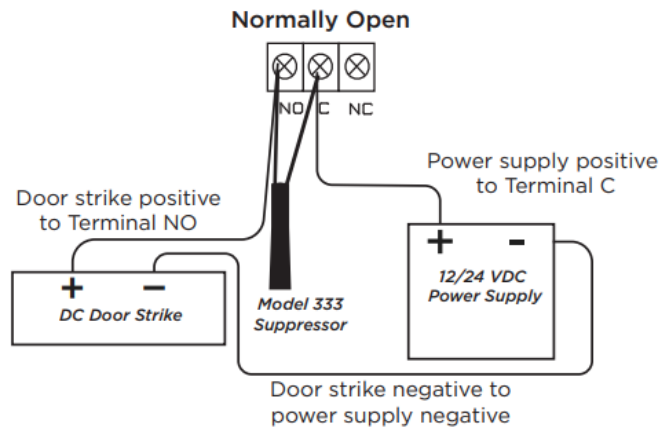 Normally Open
NO C NC
Power supply positive
to Terminal C
Door strike positive
to Terminal NO
+ -
12/24 VDC
Power Supply
+ −
DC Door Strike
Model 333
Suppressor
Door strike negative to
power supply negative